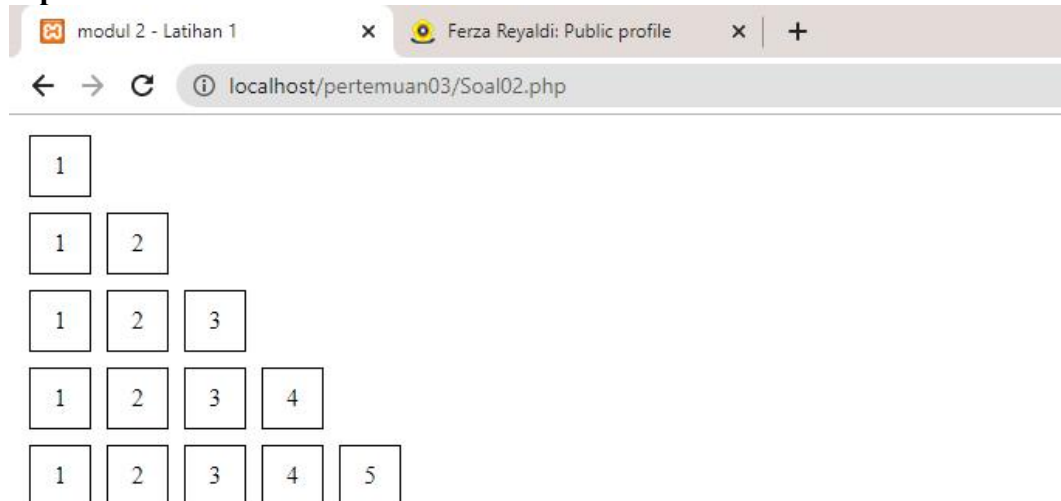 modul 2 - Latihan 1
Ferza Reyaldi: Public profile
localhost/pertemuan03/Soal02.php
1
1 2
1 2 3
1 2 3 4
1 2 3 4 5